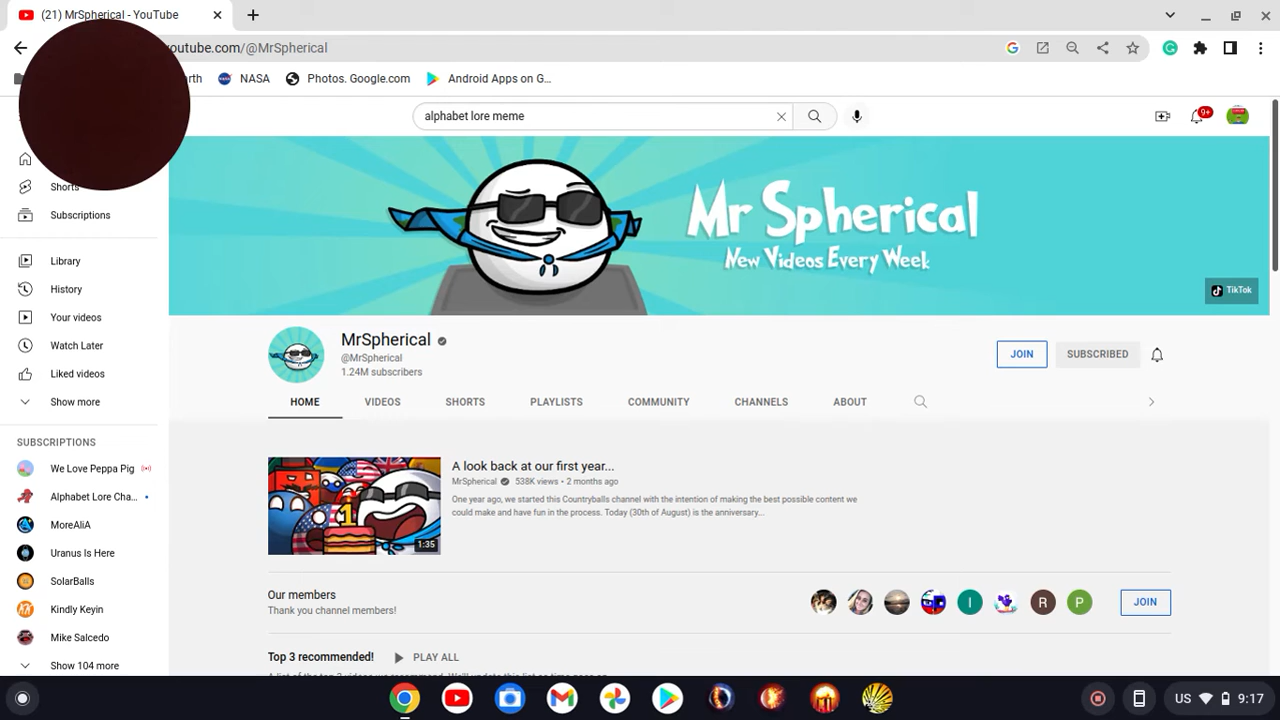 (21) MrSpherical - YouTube
outube.com/@MrSpherical
rth
NASA
Photos. Google.com
Android Apps on G...
alphabet lore meme
9+
Shorts
Subscriptions
Library
History
Your videos
Watch Later
Liked videos
Show more
SUBSCRIPTIONS
We Love Peppa Pig
Alphabet Lore Cha...
MoreAliA
Uranus Is Here
SolarBalls
Kindly Keyin
Mike Salcedo
Show 104 more
Mr Spherical
New Videos Every Week
TikTok
MrSpherical
@MrSpherical
1.24M subscribers
JOIN
SUBSCRIBED
HOME
VIDEOS
SHORTS
PLAYLISTS
COMMUNITY
CHANNELS
ABOUT
1
1:35
A look back at our first year...
MrSpherical
538K views • 2 months ago
One year ago, we started this Countryballs channel with the intention of making the best possible content we
could make and have fun in the process. Today (30th of August) is the anniversary...
Our members
Thank you channel members!
I
R
P
JOIN
Top 3 recommended!
PLAY ALL
US
9:17